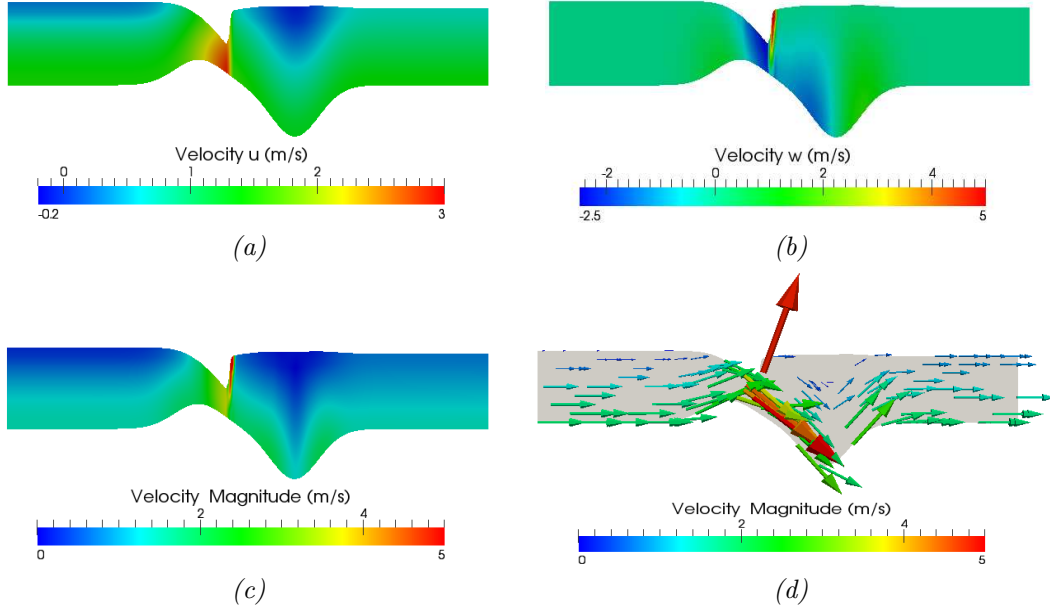 Velocity u (m/s)
0 1 2
-0.2 3
(a)
Velocity w (m/s)
-2 0 2 4
-2.5 5
(b)
Velocity Magnitude (m/s)
2 4
0 5
(c)
Velocity Magnitude (m/s)
2 4
0 5
(d)